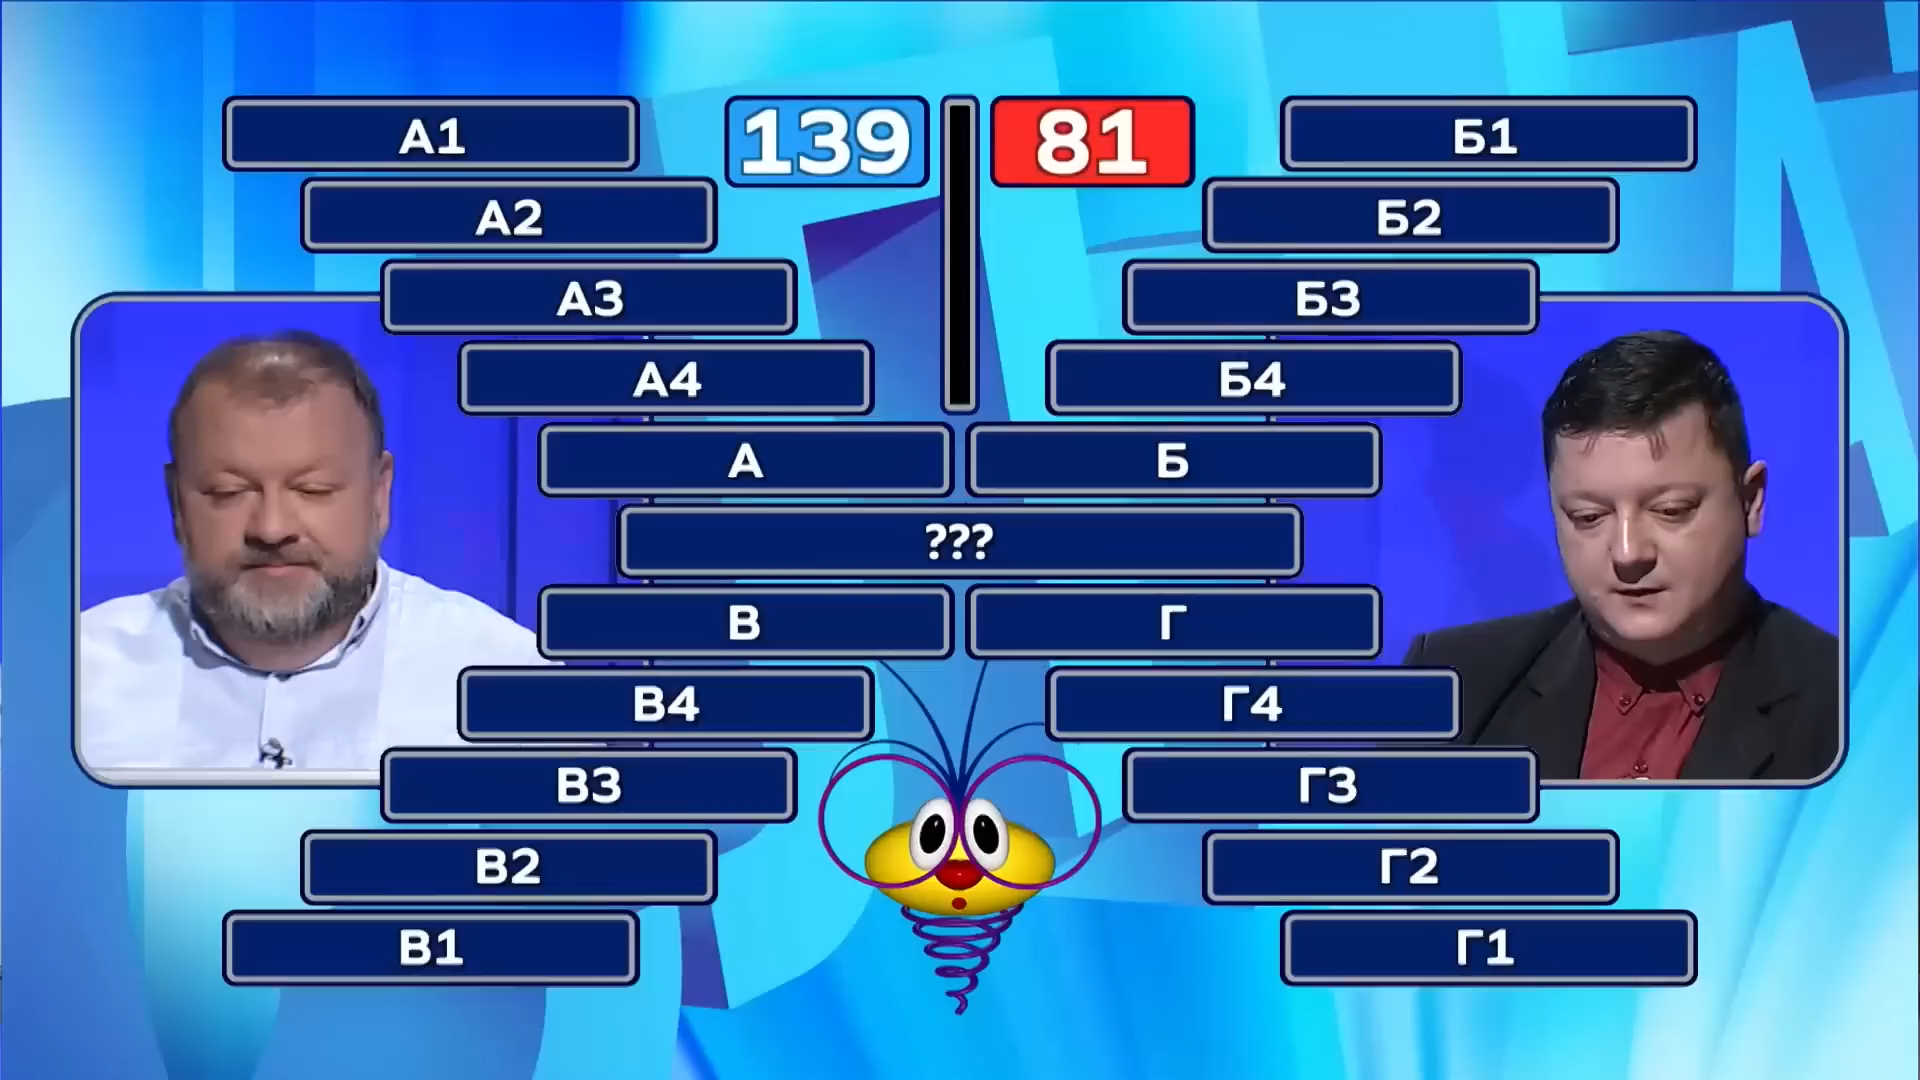 А1 139 81 Б1
А2 Б2
А3 Б3
А4 Б4
А Б
???
В Г
В4 Г4
В3 Г3
В2 Г2
В1 Г1